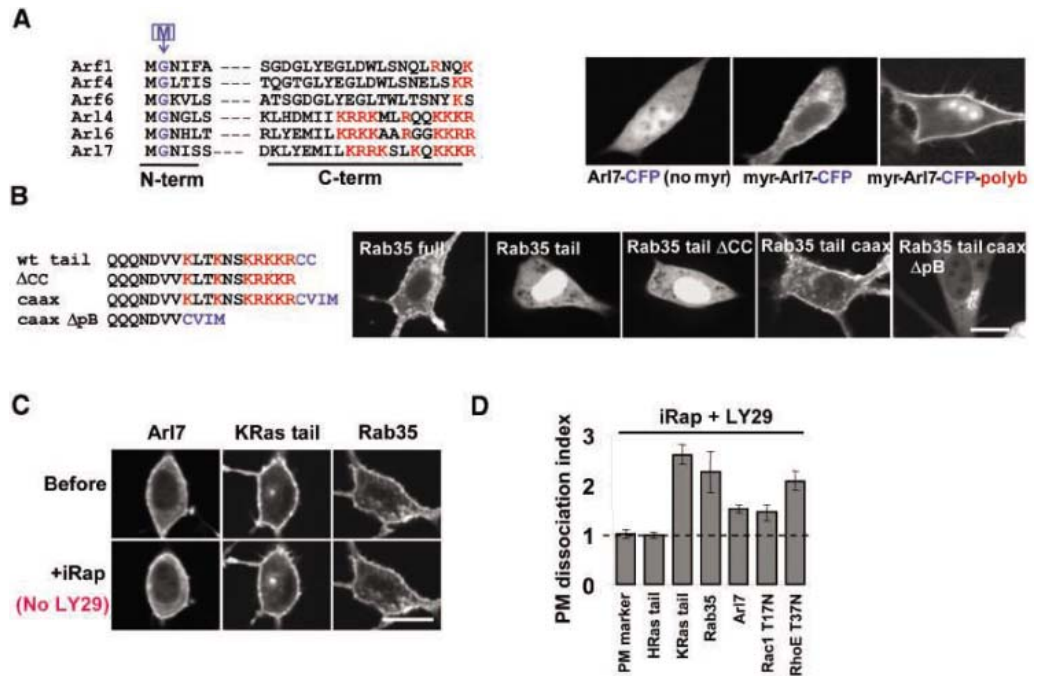 A
M
Arf1 MGNIFA --- SGDGLYEGLDWLSNQLRNQK
Arf4 MGLTIS --- TQGTGLYEGLDWLSNELSKR
Arf6 MGKVLS --- ATSGDGLYEGLTWLTSNYKS
Arl4 MGNGLS --- KLHDMIIKRRKMLRQQKKKR
Arl6 MGNHLT --- RLYEMILKRRKAARGGKKRR
Arl7 MGNISS --- DKLYEMILKRRKSLKQKKKR
N-term C-term
Arl7-CFP (no myr) myr-Arl7-CFP myr-Arl7-CFP-polyb
B
wt tail QQQNDVVKLTKNSKRKKRCC
ΔCC QQQNDVVKLTKNSKRKKR
caax QQQNDVVKLTKNSKRKKRCVIM
caax ΔpB QQQNDVVCVIM
Rab35 full Rab35 tail Rab35 tail ΔCC Rab35 tail caax Rab35 tail caax
ΔpB
C
Arl7 KRas tail Rab35
Before
+iRap
(No LY29)
D
iRap + LY29
PM dissociation index
3
2
1
0
PM marker
HRas tail
KRas tail
Rab35
Arl7
Rac1 T17N
RhoE T37N